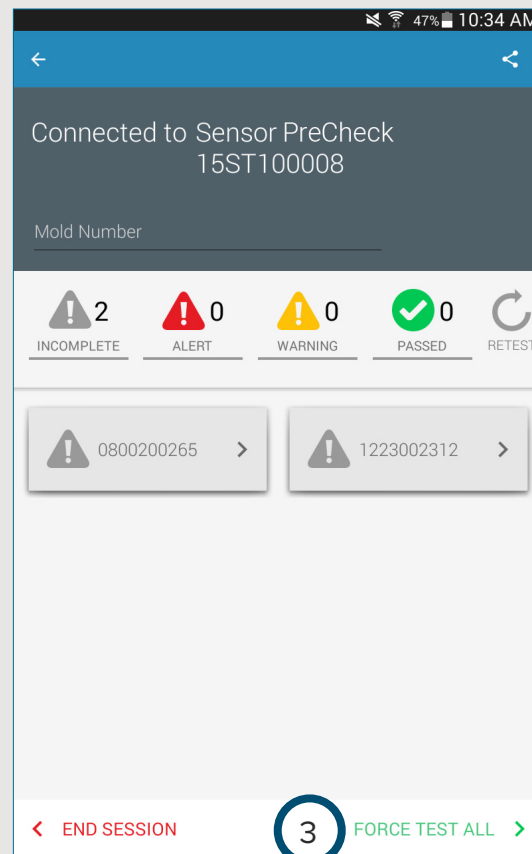 47% 10:34 AM
Connected to Sensor PreCheck
15ST100008
Mold Number
2 0 0 0
INCOMPLETE ALERT WARNING PASSED RETEST
0800200265 1223002312
END SESSION 3 FORCE TEST ALL